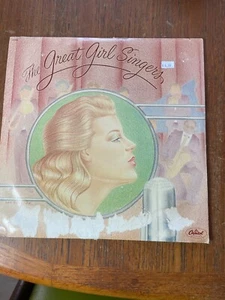 The Great Girl Singers
Capitol